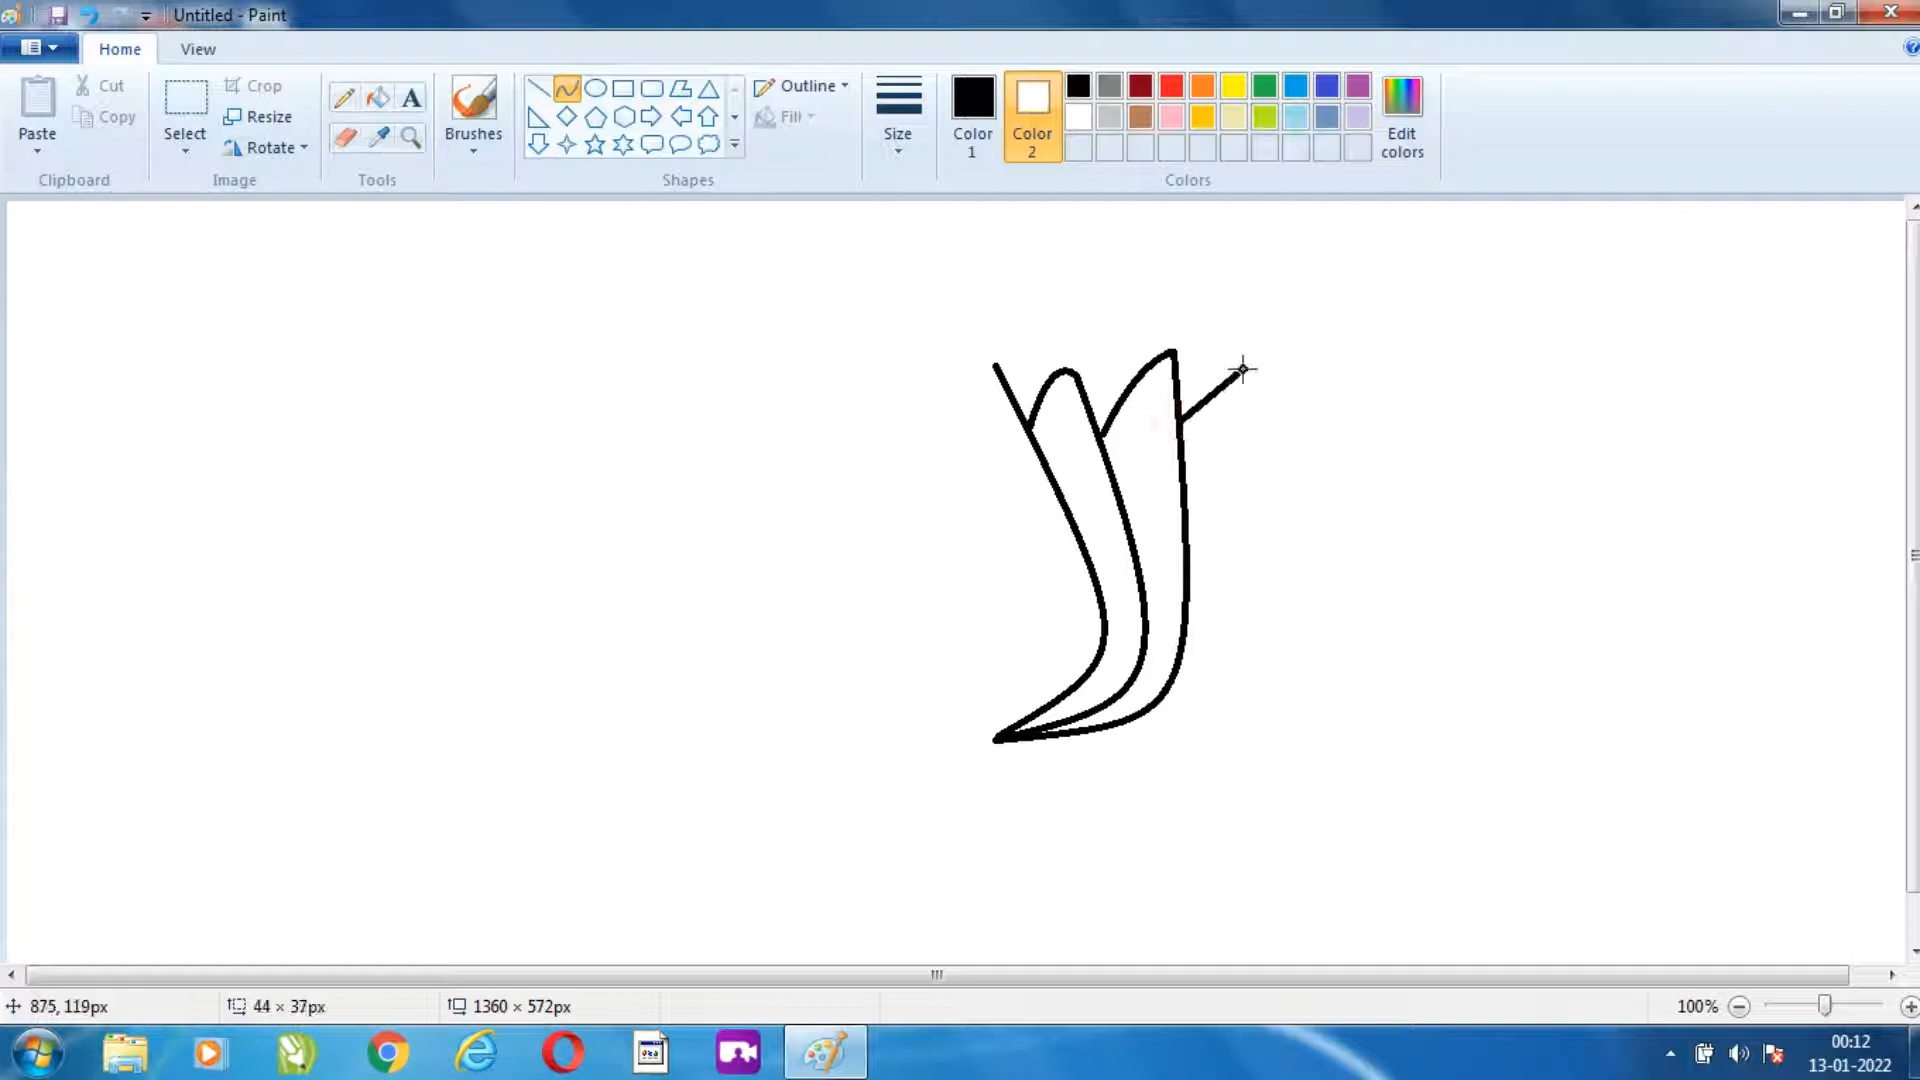 Untitled - Paint
Home View
Paste
Cut
Copy
Clipboard
Select
Crop
Resize
Rotate
Image
A
Tools
Brushes
Outline
Fill
Shapes
Size
Color 1
Color 2
Edit colors
Colors
875, 119px
44 × 37px
1360 × 572px
100%
00:12
13-01-2022